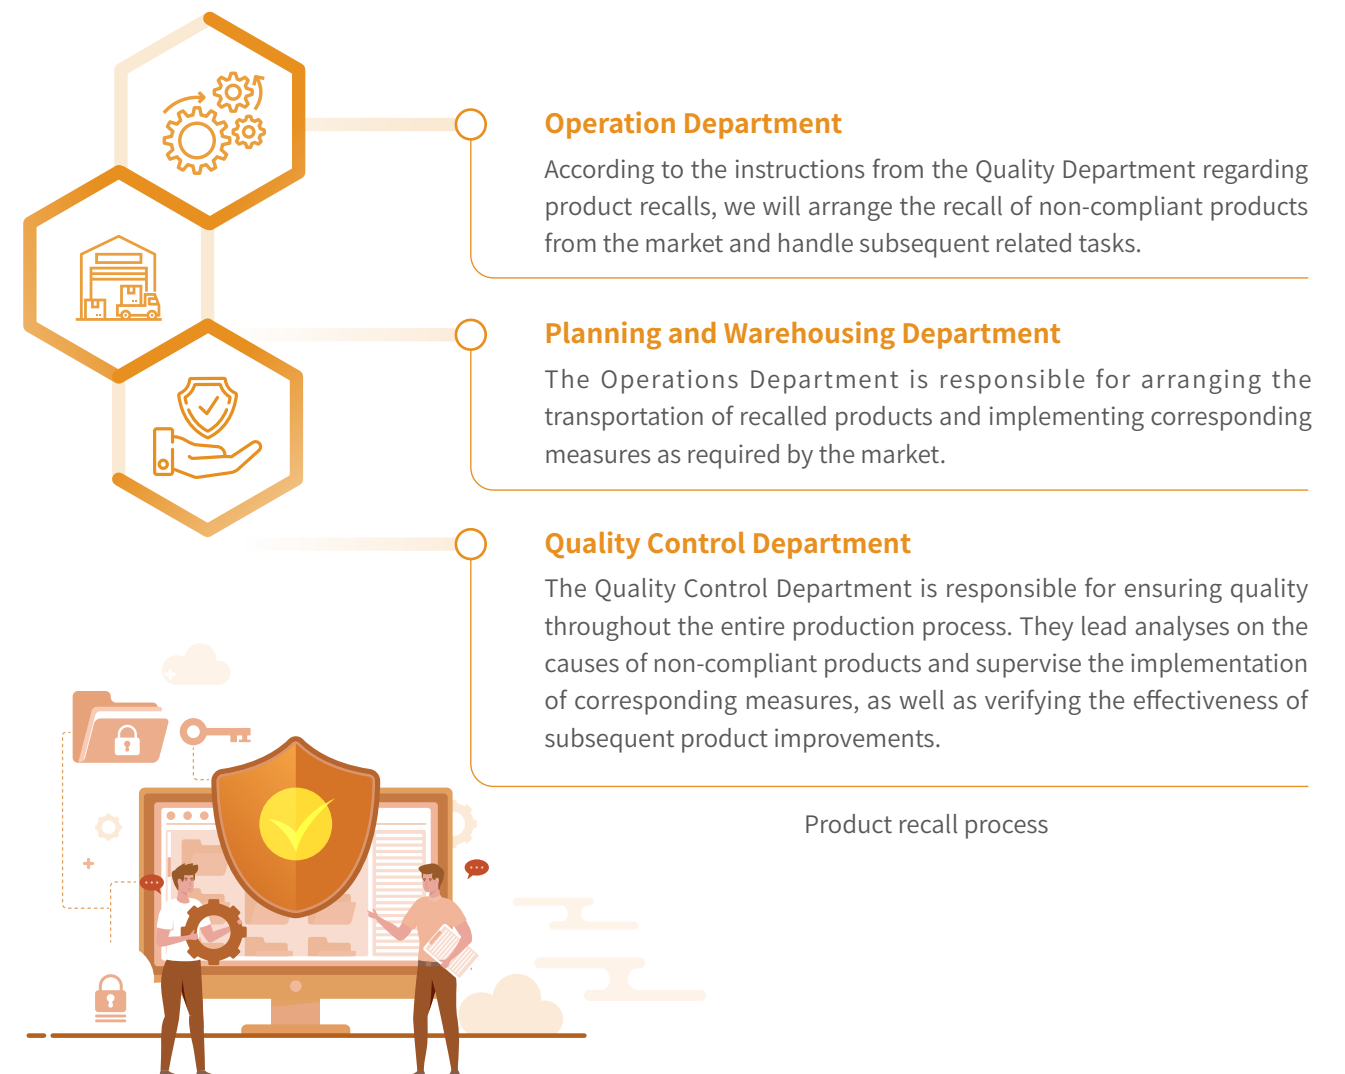 Operation Department
According to the instructions from the Quality Department regarding
product recalls, we will arrange the recall of non-compliant products
from the market and handle subsequent related tasks.
Planning and Warehousing Department
The Operations Department is responsible for arranging the
transportation of recalled products and implementing corresponding
measures as required by the market.
Quality Control Department
The Quality Control Department is responsible for ensuring quality
throughout the entire production process. They lead analyses on the
causes of non-compliant products and supervise the implementation
of corresponding measures, as well as verifying the effectiveness of
subsequent product improvements.
Product recall process